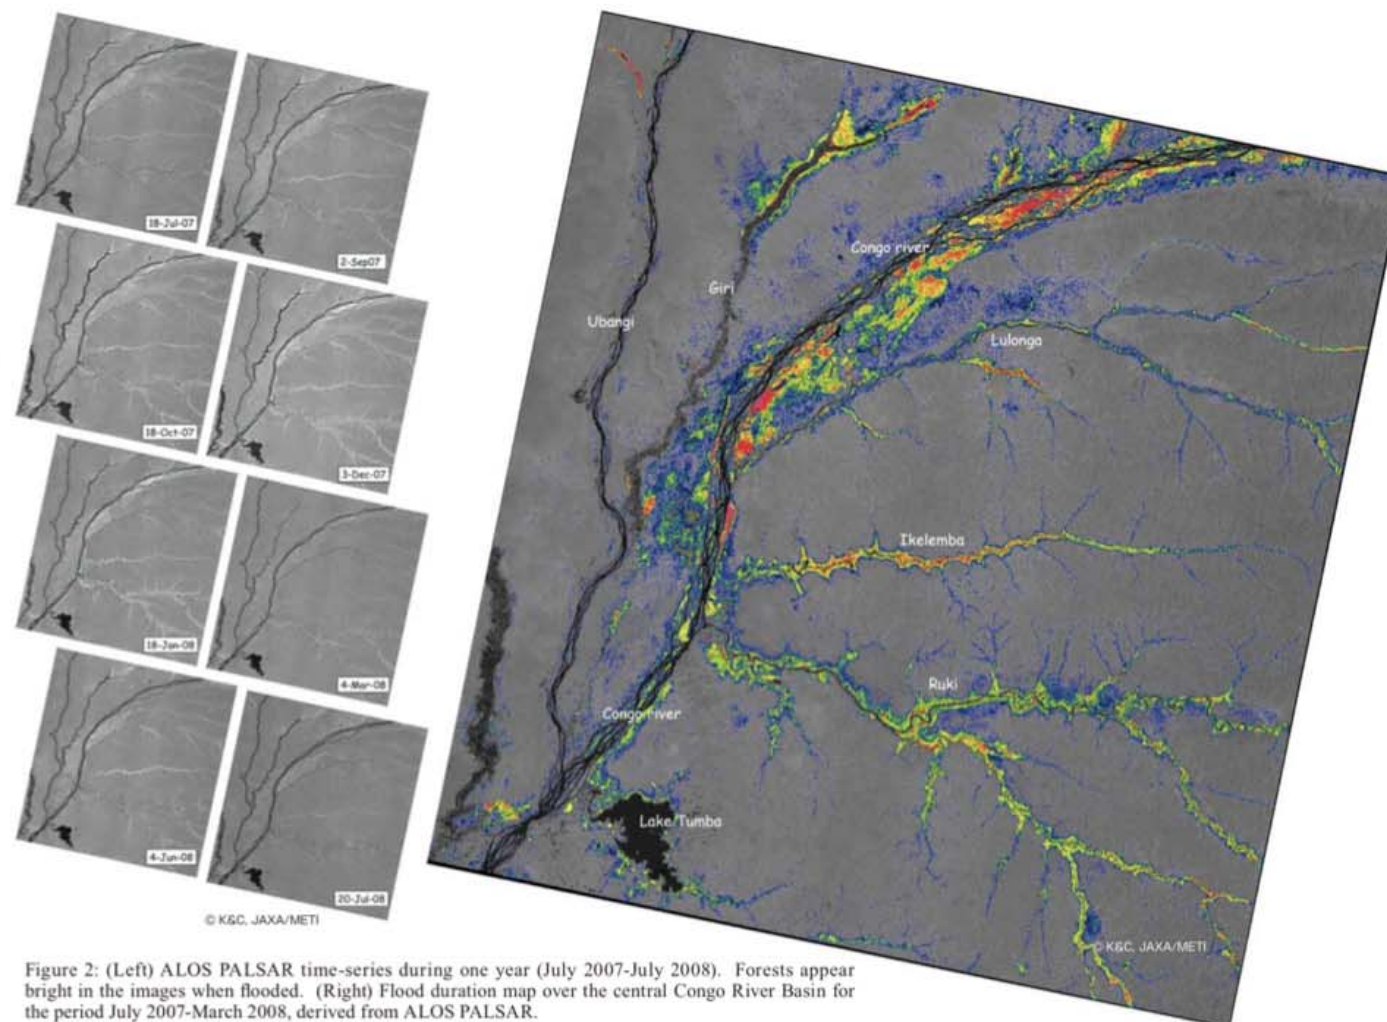 18-Jul-07
2-Sep07
18-Oct-07
3-Dec-07
18-Jan-08
4-Mar-08
4-Jun-08
20-Jul-08
© K&C, JAXA/METI
Congo river
Giri
Ubangi
Lulonga
Ikelemba
Ruki
Congo river
Lake Tumba
© K&C, JAXA/METI
Figure 2: (Left) ALOS PALSAR time-series during one year (July 2007-July 2008). Forests appear
bright in the images when flooded. (Right) Flood duration map over the central Congo River Basin for
the period July 2007-March 2008, derived from ALOS PALSAR.